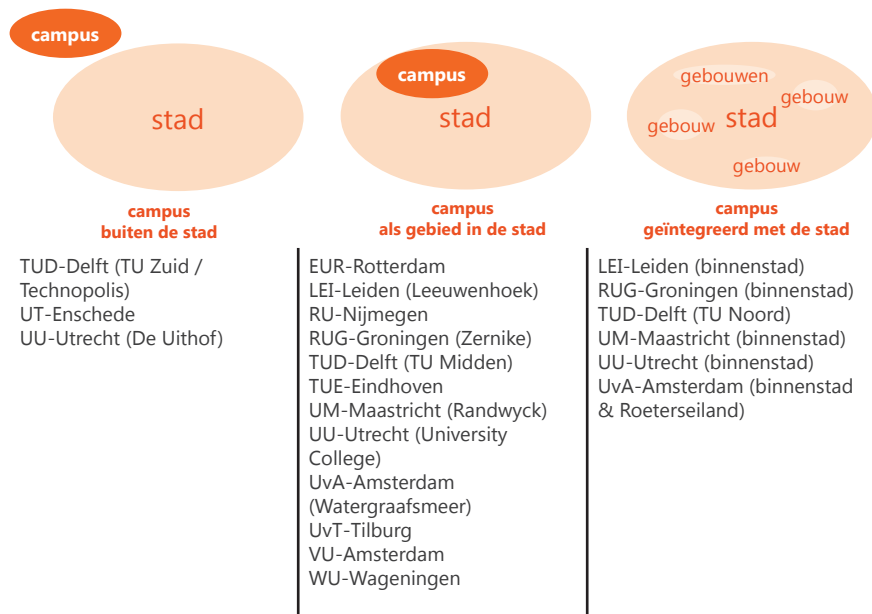 campus
stad
campus
buiten de stad
TUD-Delft (TU Zuid /
Technopolis)
UT-Enschede
UU-Utrecht (De Uithof)
campus
stad
campus
als gebied in de stad
EUR-Rotterdam
LEI-Leiden (Leeuwenhoek)
RU-Nijmegen
RUG-Groningen (Zernike)
TUD-Delft (TU Midden)
TUE-Eindhoven
UM-Maastricht (Randwyck)
UU-Utrecht (University
College)
UvA-Amsterdam
(Watergraafsmeer)
UvT-Tilburg
VU-Amsterdam
WU-Wageningen
gebouwen
gebouw
gebouw
stad
gebouw
campus
geïntegreerd met de stad
LEI-Leiden (binnenstad)
RUG-Groningen (binnenstad)
TUD-Delft (TU Noord)
UM-Maastricht (binnenstad)
UU-Utrecht (binnenstad)
UvA-Amsterdam (binnenstad
& Roeterseiland)